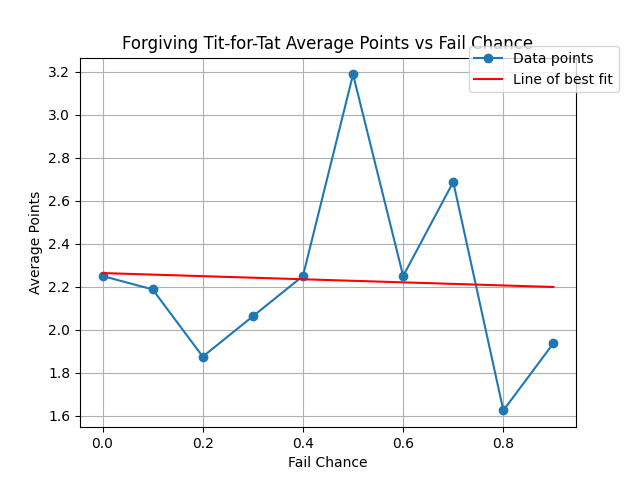 Forgiving Tit-for-Tat Average Points vs Fail Chance
Data points
Line of best fit
3.2
3.0
2.8
2.6
2.4
2.2
2.0
1.8
1.6
Average Points
0.0 0.2 0.4 0.6 0.8
Fail Chance